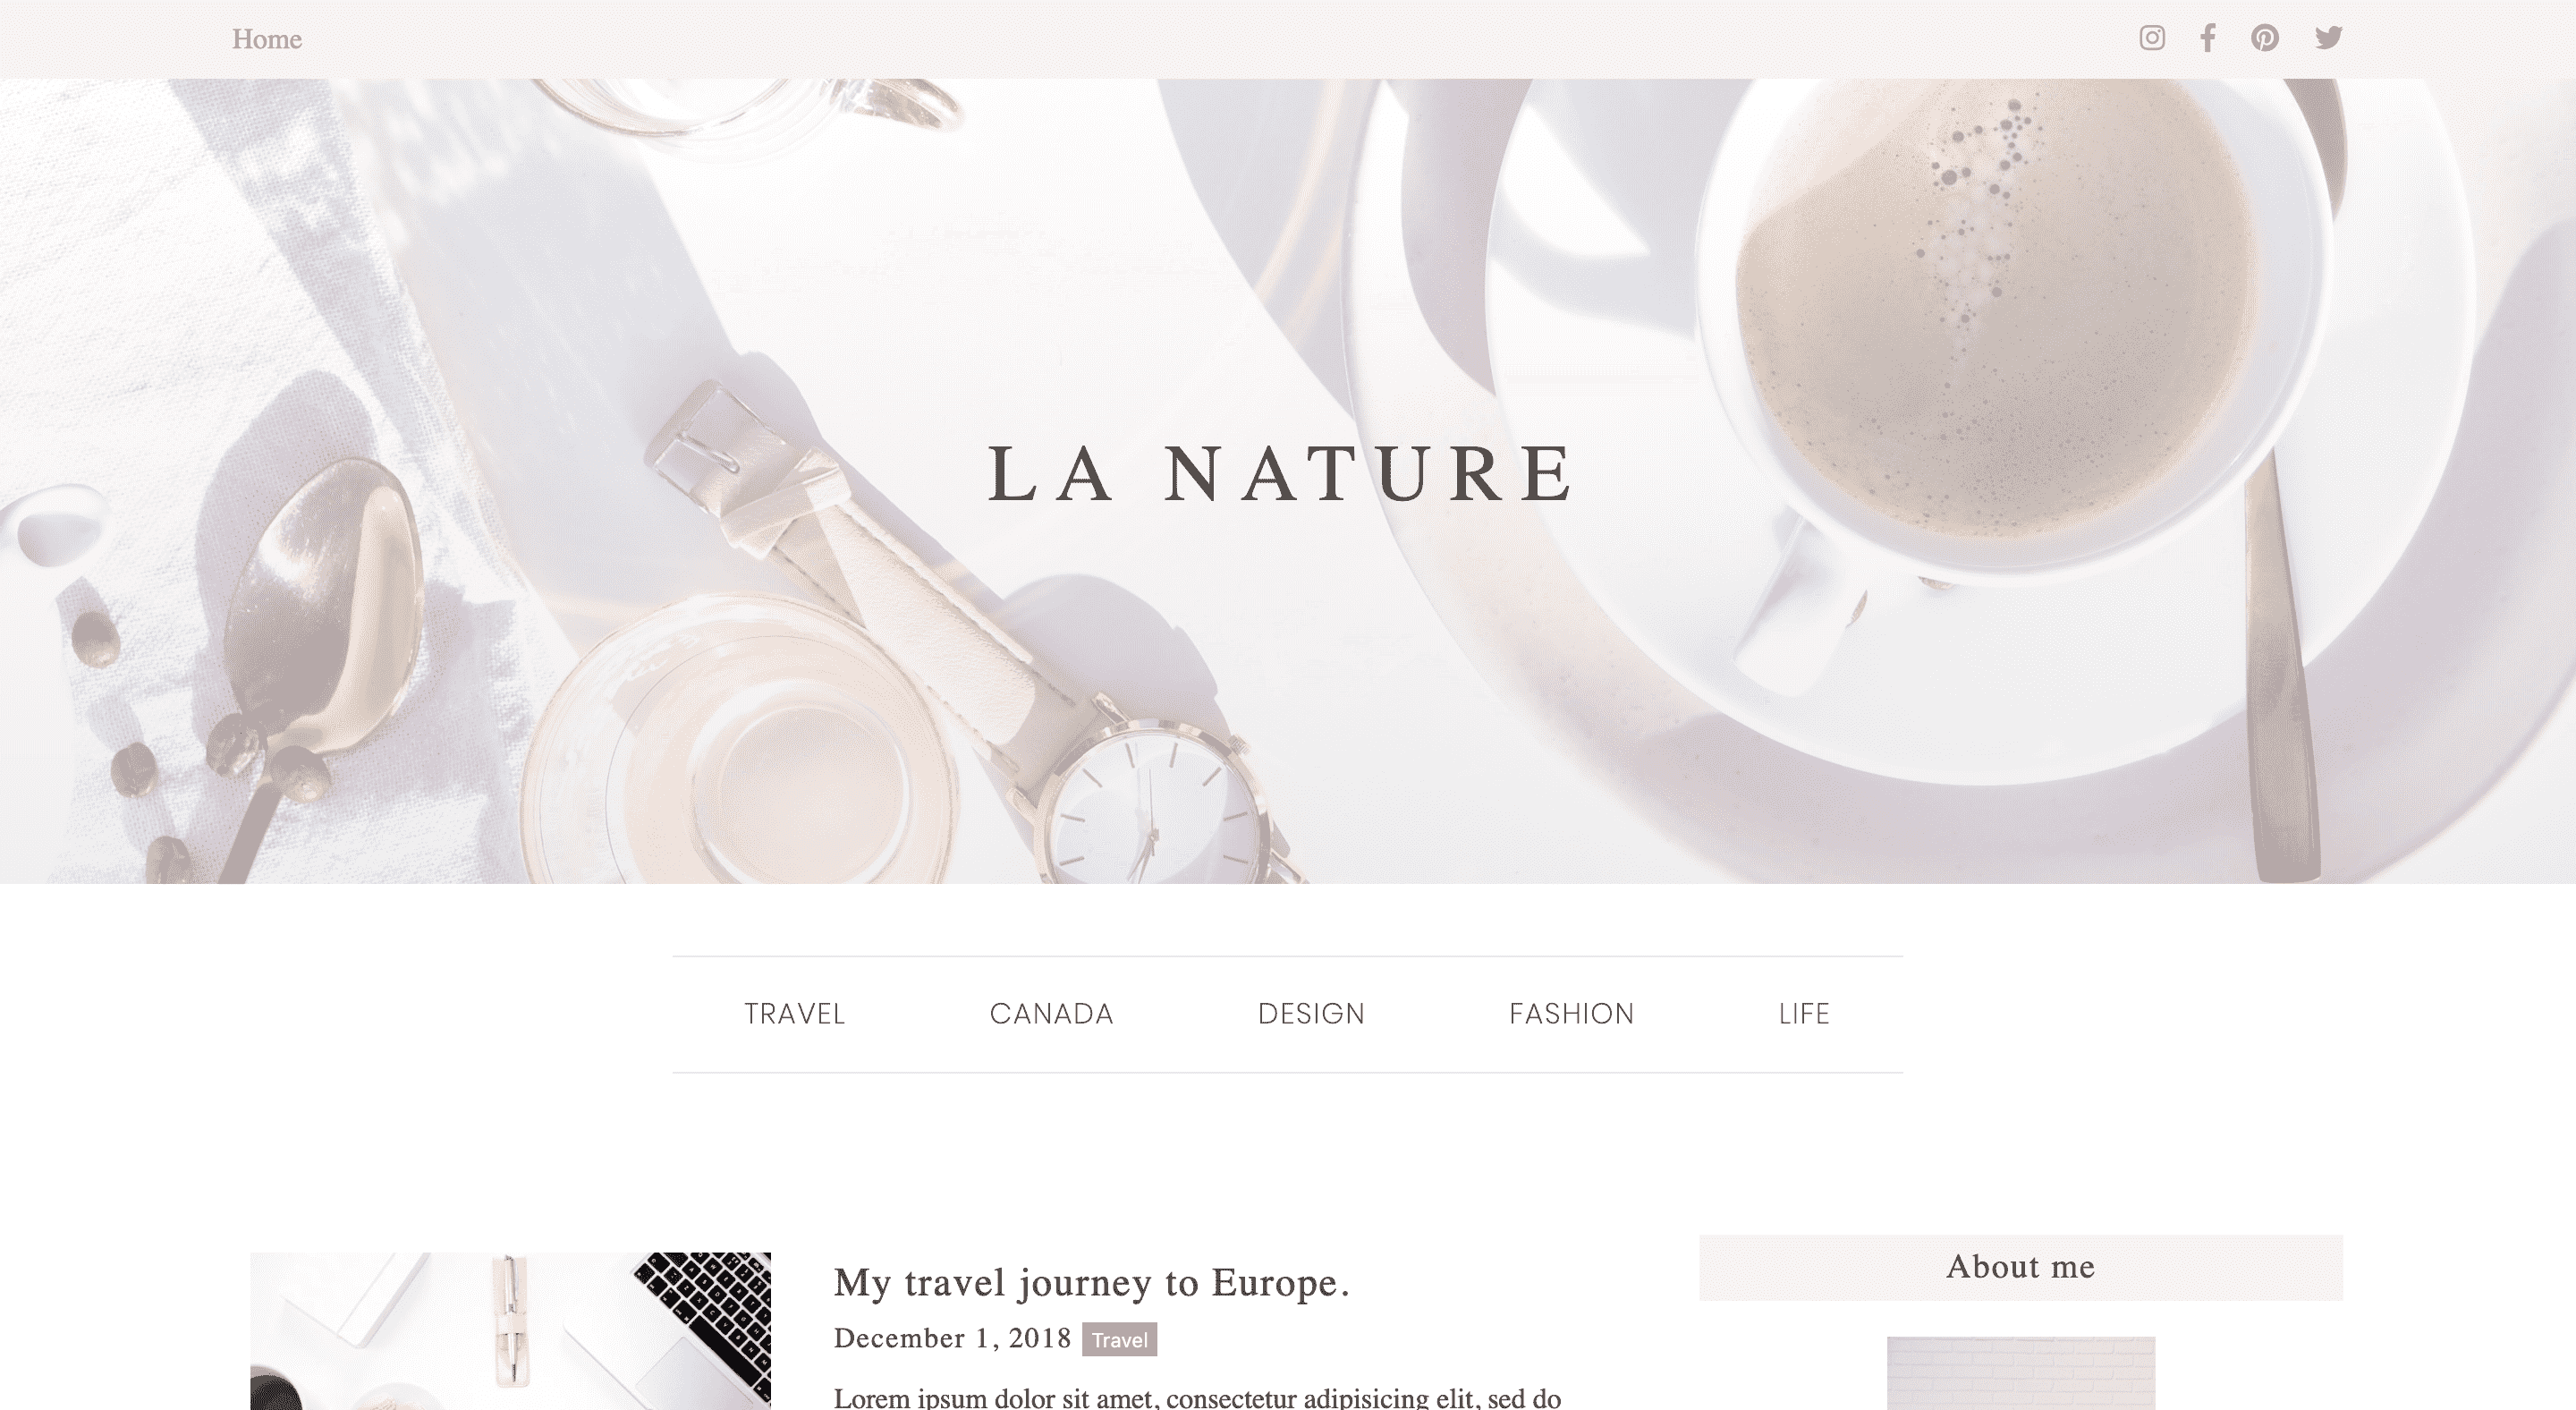 Home
LA NATURE
TRAVEL CANADA DESIGN FASHION LIFE
My travel journey to Europe.
December 1, 2018 Travel
Lorem ipsum dolor sit amet, consectetur adipisicing elit, sed do
About me